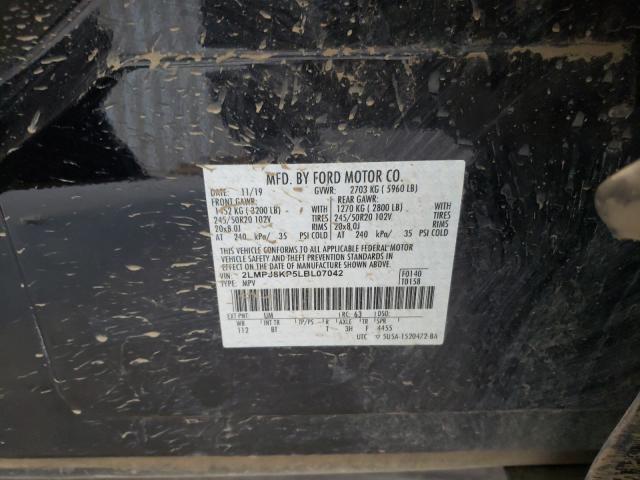 MFD. BY FORD MOTOR CO.
DATE: 11/19 GVWR: 2703 KG ( 5960 LB)
FRONT GAWR: REAR GAWR:
1452 KG ( 3200 LB) WITH 1270 KG ( 2800 LB) WITH
245/50R20 102V TIRES 245/50R20 102V TIRES
20x8.0J RIMS 20x8.0J RIMS
AT 240 kPa/ 35 PSI COLD AT 240 kPa/ 35 PSI COLD
THIS VEHICLE CONFORMS TO ALL APPLICABLE FEDERAL MOTOR
VEHICLE SAFETY AND THEFT PREVENTION STANDARDS IN
EFFECT ON THE DATE OF MANUFACTURE SHOWN ABOVE.
VIN: 2LMPJ8KP5LBL07042 F0140
TYPE: MPV T0158
EXT PNT: UM RC: 63 DSO:
WB INT TR TP/PS R AXLE TR SPR
112 BT T 3H F 4455
UTC 5U5A-1520472-BA